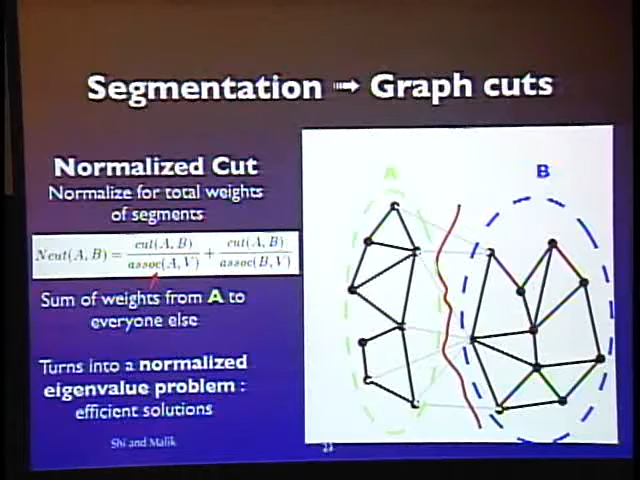 Segmentation ➟ Graph cuts
Normalized Cut
Normalize for total weights
of segments
Ncut(A, B) = cut(A, B) / assoc(A, V) + cut(A, B) / assoc(B, V)
Sum of weights from A to
everyone else
Turns into a normalized
eigenvalue problem :
efficient solutions
Shi and Malik
A
B